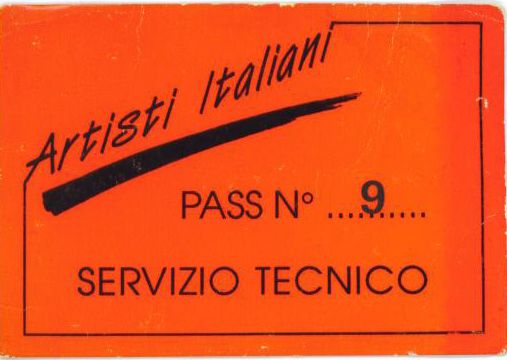 Artisti Italiani
PASS N° ...9......
SERVIZIO TECNICO